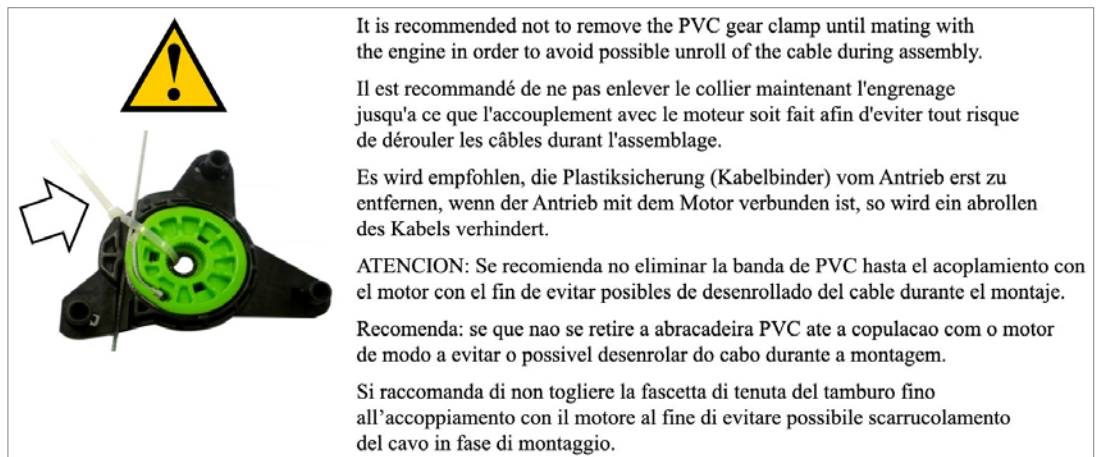 It is recommended not to remove the PVC gear clamp until mating with
the engine in order to avoid possible unroll of the cable during assembly.
Il est recommandé de ne pas enlever le collier maintenant l'engrenage
jusqu'a ce que l'accouplement avec le moteur soit fait afin d'eviter tout risque
de dérouler les câbles durant l'assemblage.
Es wird empfohlen, die Plastiksicherung (Kabelbinder) vom Antrieb erst zu
entfernen, wenn der Antrieb mit dem Motor verbunden ist, so wird ein abrollen
des Kabels verhindert.
ATENCION: Se recomienda no eliminar la banda de PVC hasta el acoplamiento con
el motor con el fin de evitar posibles de desenrollado del cable durante el montaje.
Recomenda: se que nao se retire a abracadeira PVC ate a copulacao com o motor
de modo a evitar o possivel desenrolar do cabo durante a montagem.
Si raccomanda di non togliere la fascetta di tenuta del tamburo fino
all’accoppiamento con il motore al fine di evitare possibile scarrucolamento
del cavo in fase di montaggio.